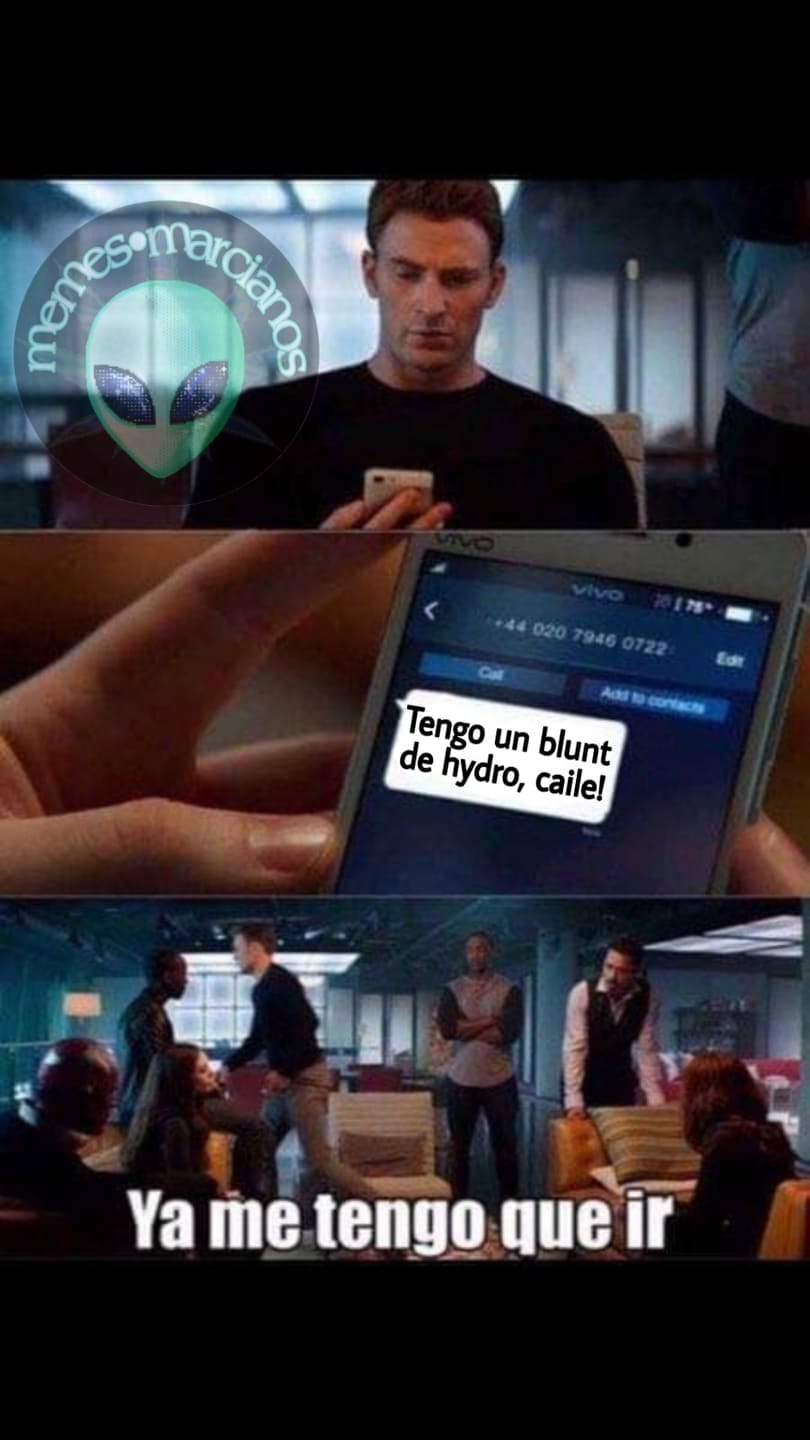 memes•marcianos
vivo
vivo
75%
+44 020 7946 0722
Edit
Call
Add to contacts
Tengo un blunt
de hydro, caile!
Ya me tengo que ir